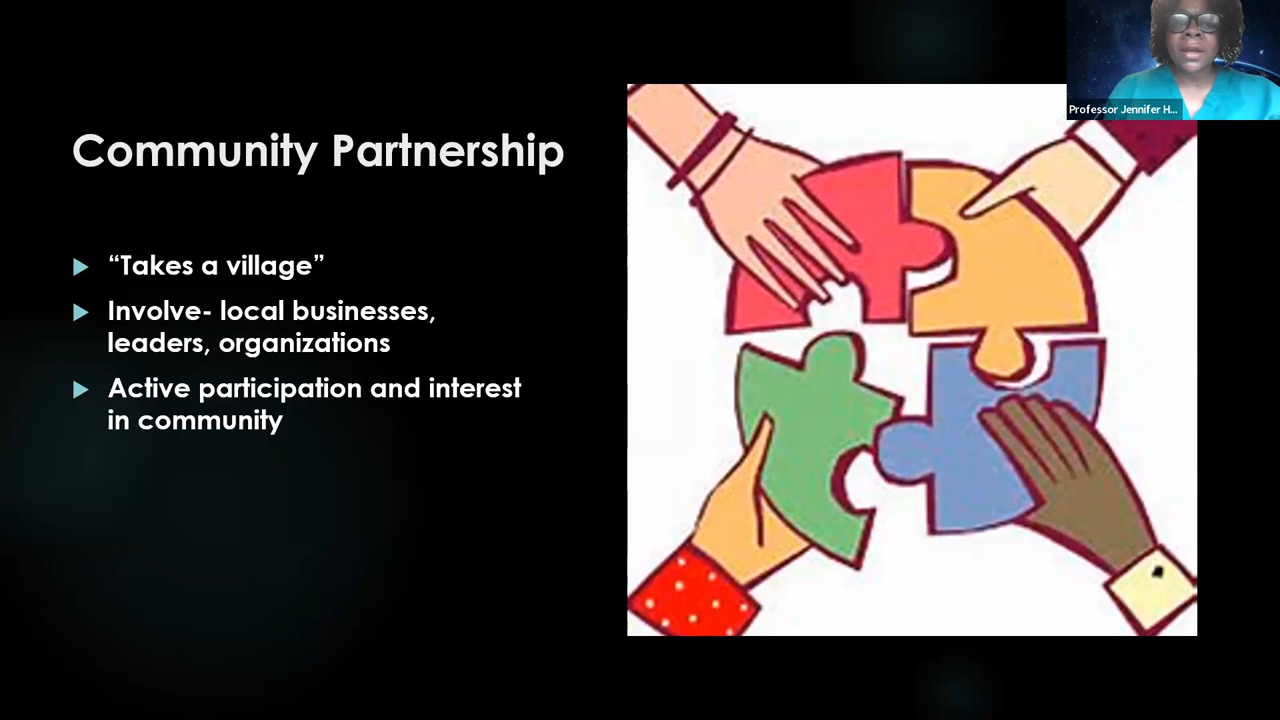 Professor Jennifer H...
Community Partnership
“Takes a village”
Involve- local businesses,
leaders, organizations
Active participation and interest
in community